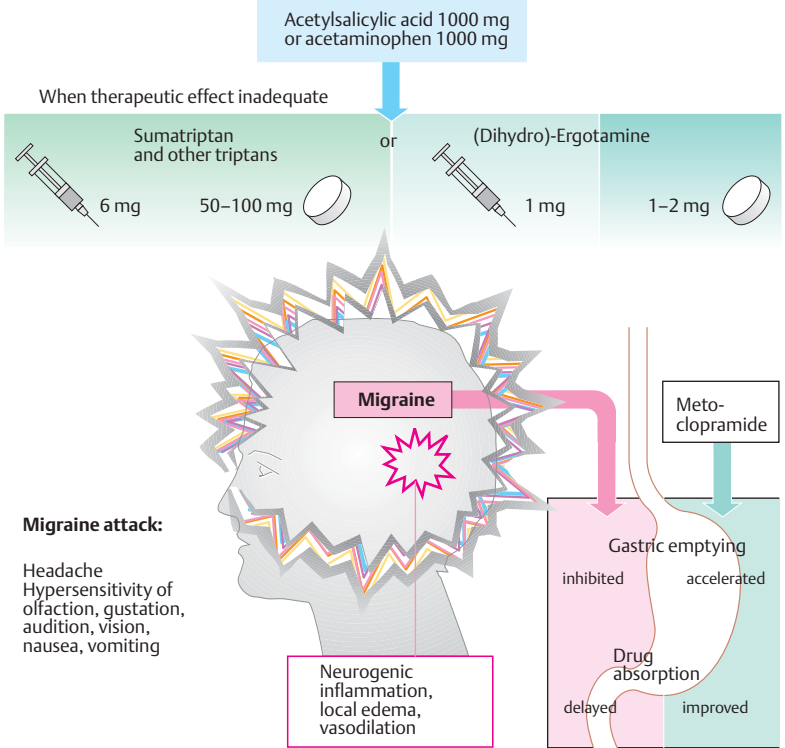 Acetylsalicylic acid 1000 mg
or acetaminophen 1000 mg
When therapeutic effect inadequate
Sumatriptan
and other triptans
or
(Dihydro)-Ergotamine
6 mg
50–100 mg
1 mg
1–2 mg
Migraine
Meto-
clopramide
Migraine attack:
Headache
Hypersensitivity of
olfaction, gustation,
audition, vision,
nausea, vomiting
Gastric emptying
inhibited
accelerated
Drug
absorption
delayed
improved
Neurogenic
inflammation,
local edema,
vasodilation